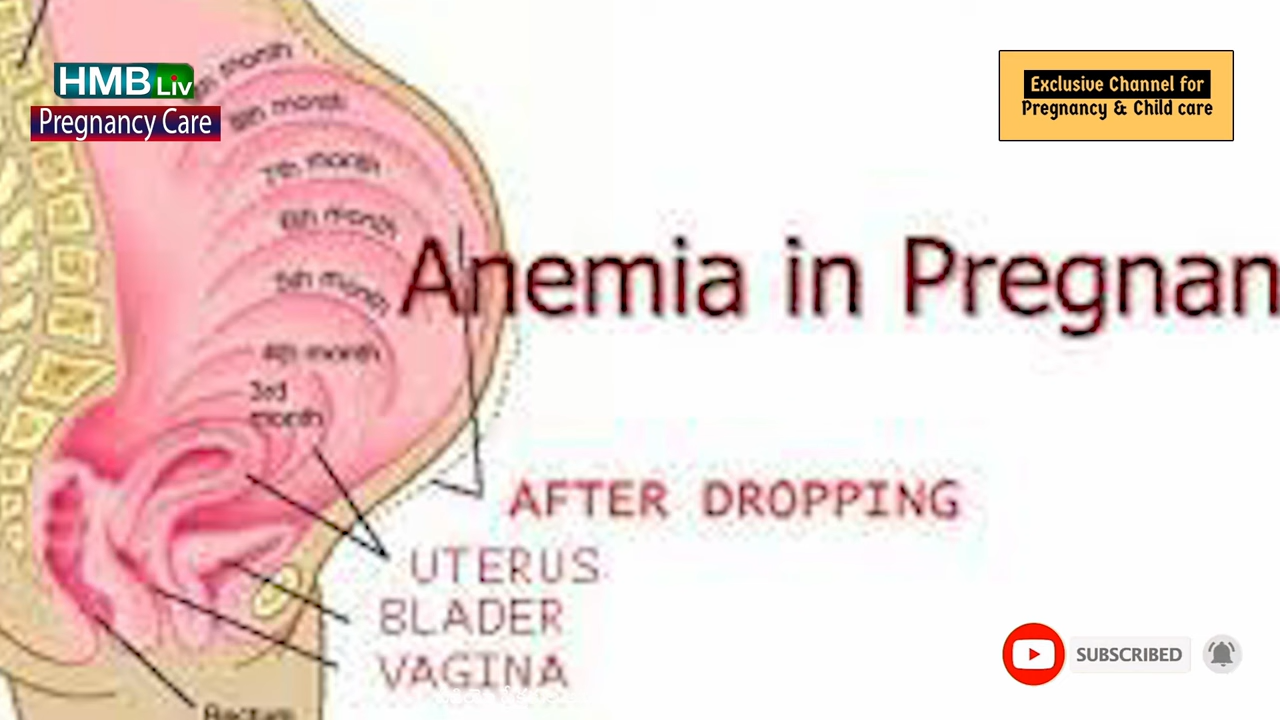 HMB Liv
Pregnancy Care
Exclusive Channel for
Pregnancy & Child care
month
8th month
7th month
6th month
5th month
4th month
3rd
month
Anemia in Pregnan
AFTER DROPPING
UTERUS
BLADER
VAGINA
Rectum
SUBSCRIBED